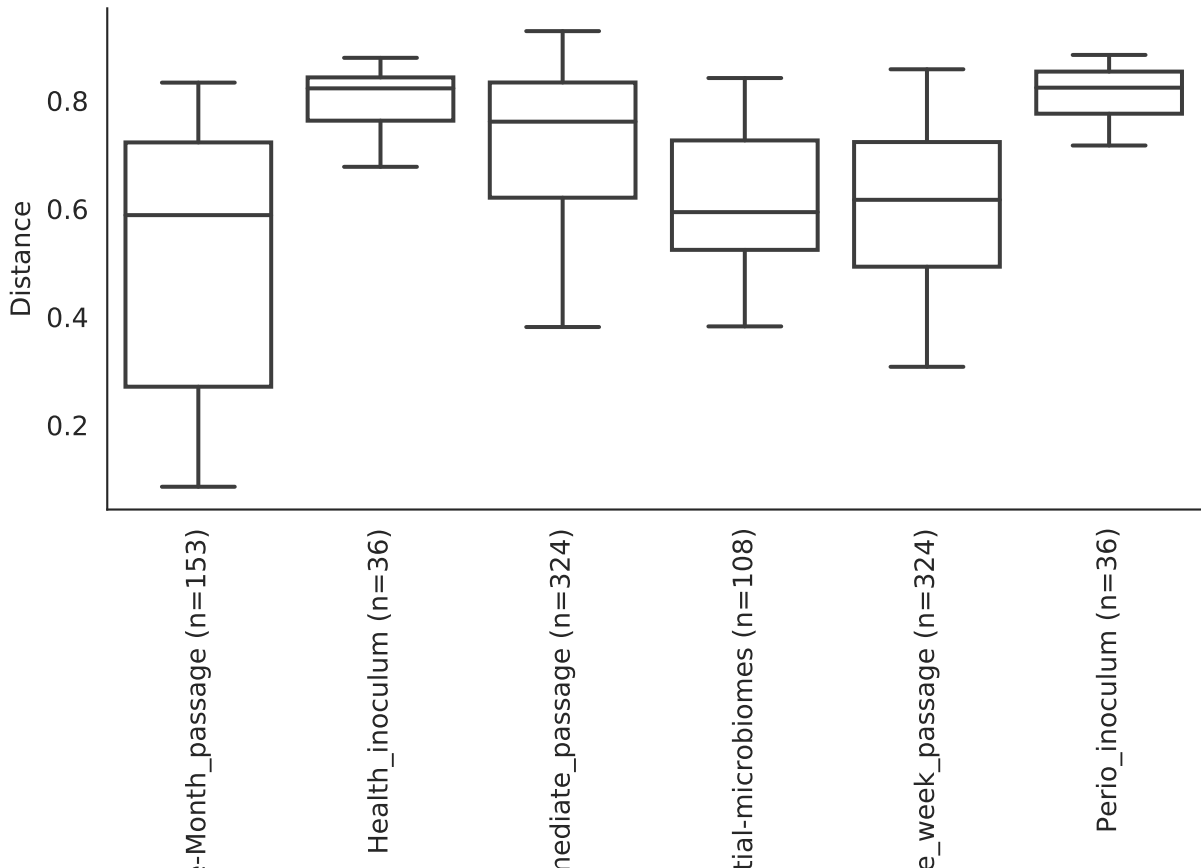 Distance
0.8
0.6
0.4
0.2
-Month_passage (n=153)
Health_inoculum (n=36)
mediate_passage (n=324)
tial-microbiomes (n=108)
e_week_passage (n=324)
Perio_inoculum (n=36)